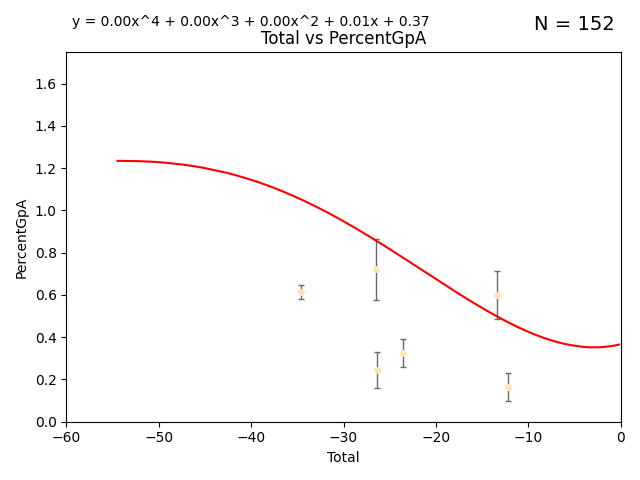 y = 0.00x^4 + 0.00x^3 + 0.00x^2 + 0.01x + 0.37
N = 152
Total vs PercentGpA
1.6
1.4
1.2
1.0
0.8
0.6
0.4
0.2
0.0
PercentGpA
−60 −50 −40 −30 −20 −10 0
Total